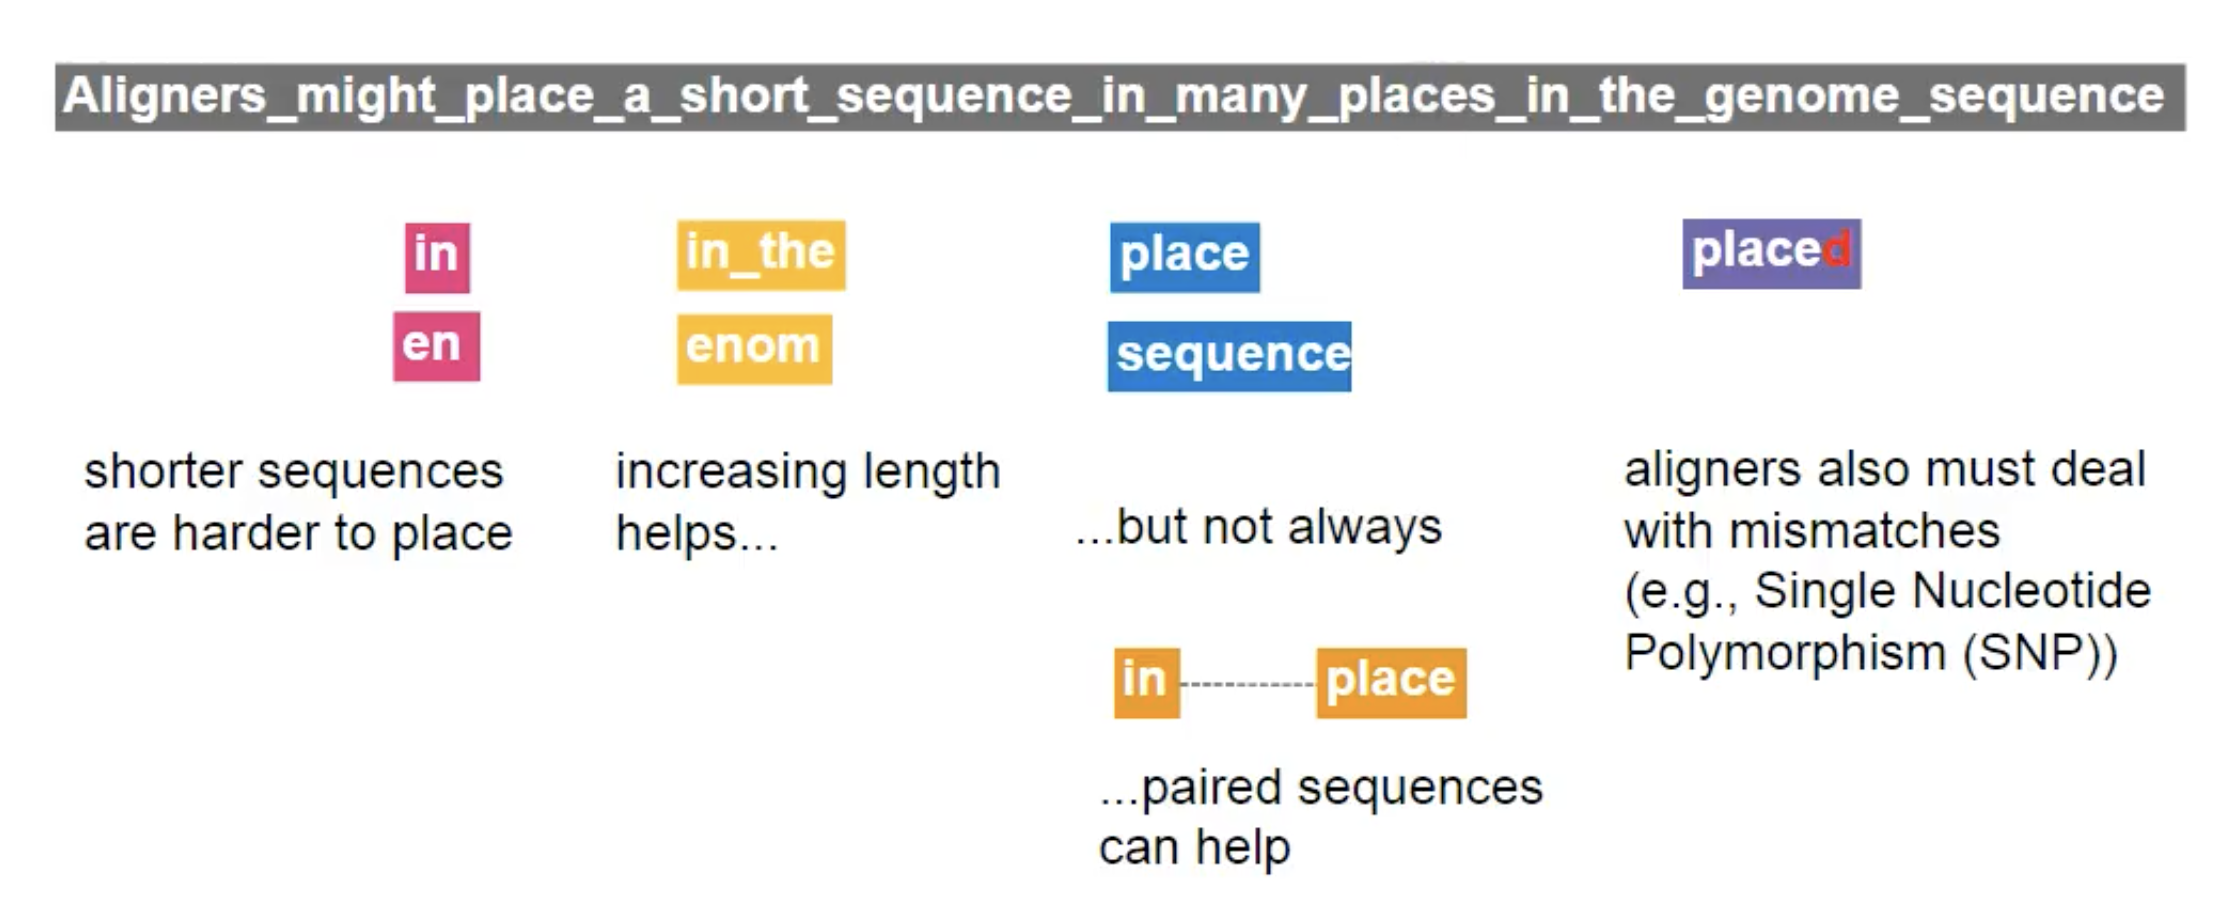 Aligners_might_place_a_short_sequence_in_many_places_in_the_genome_sequence
in
en
shorter sequences
are harder to place
in_the
enom
increasing length
helps...
place
sequence
...but not always
in
place
...paired sequences
can help
placed
aligners also must deal
with mismatches
(e.g., Single Nucleotide
Polymorphism (SNP))